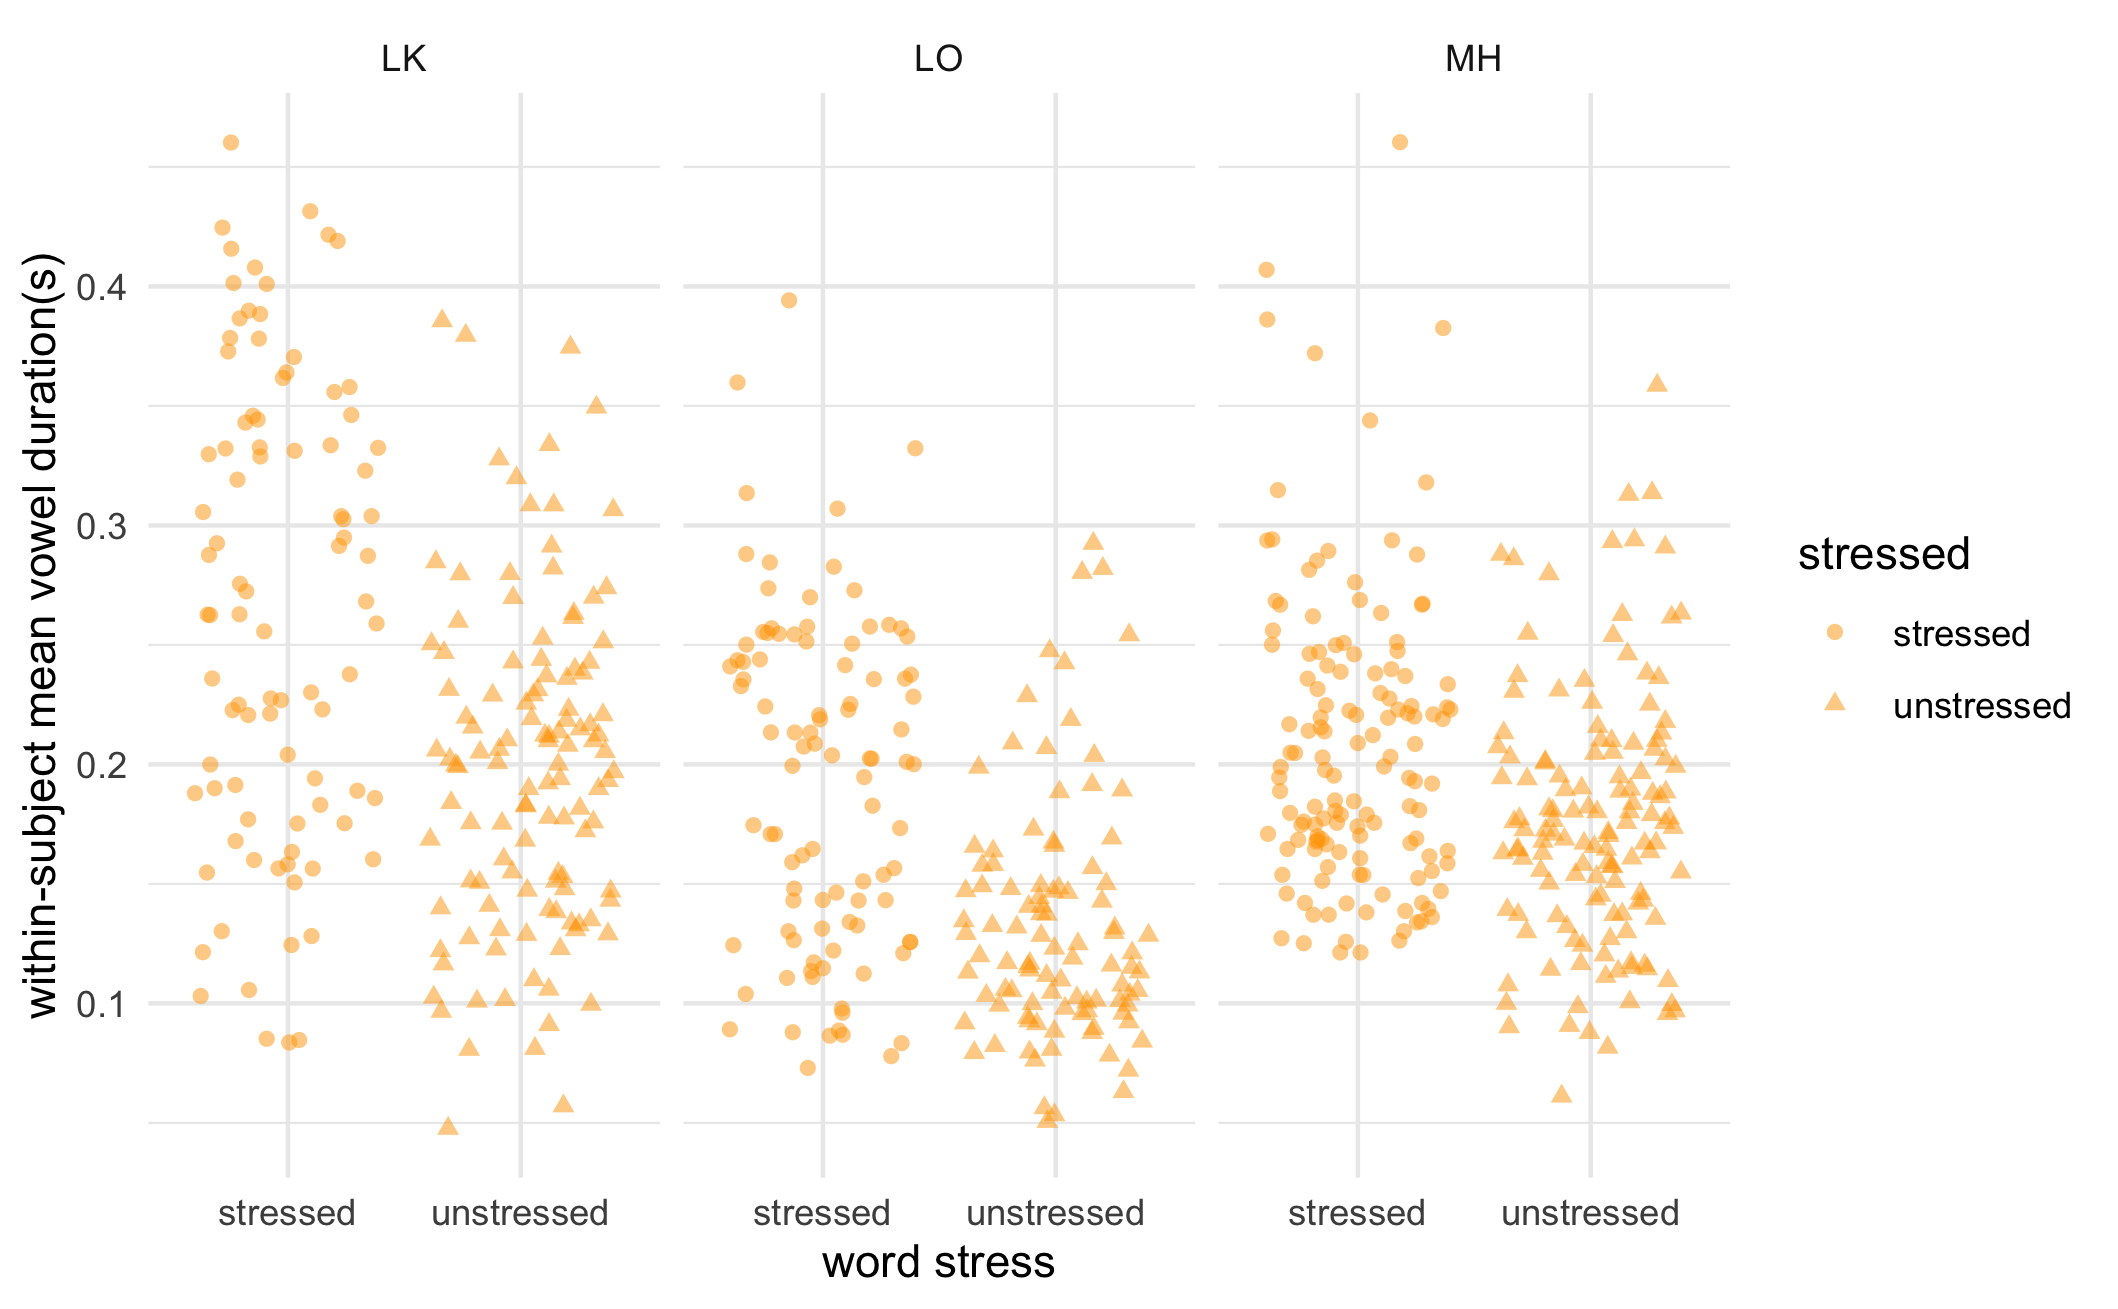 LK LO MH
within-subject mean vowel duration(s)
0.4
0.3
0.2
0.1
stressed unstressed stressed unstressed stressed unstressed
word stress
stressed
stressed
unstressed